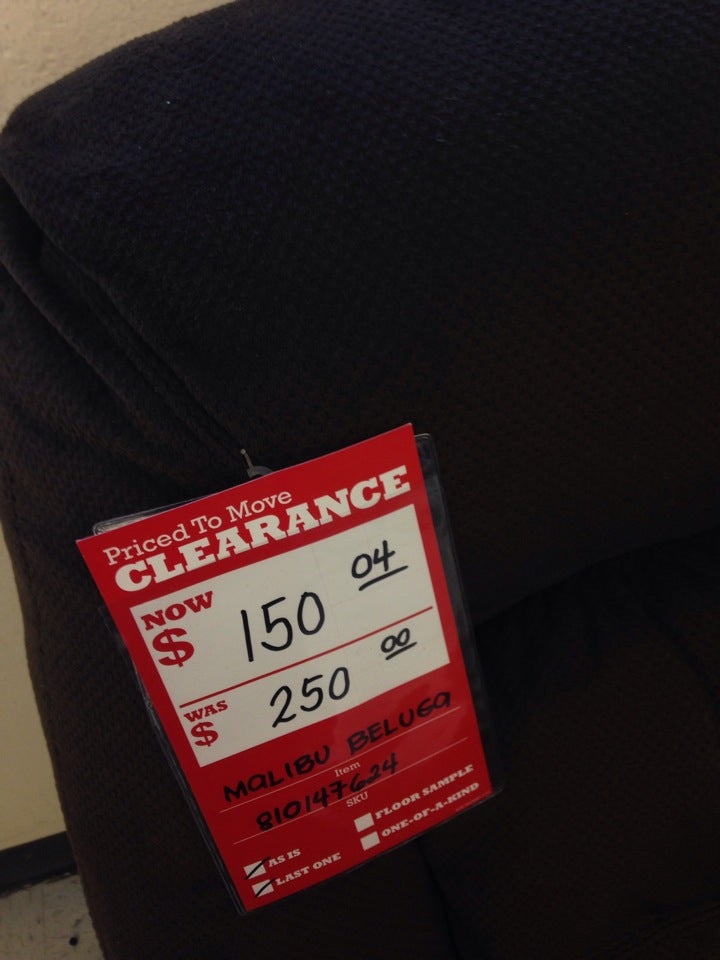 Priced To Move
CLEARANCE
NOW
$ 150 04
WAS
$ 250 00
MALIBU BELUGA
Item
810147624
SKU
AS IS
LAST ONE
FLOOR SAMPLE
ONE-OF-A-KIND